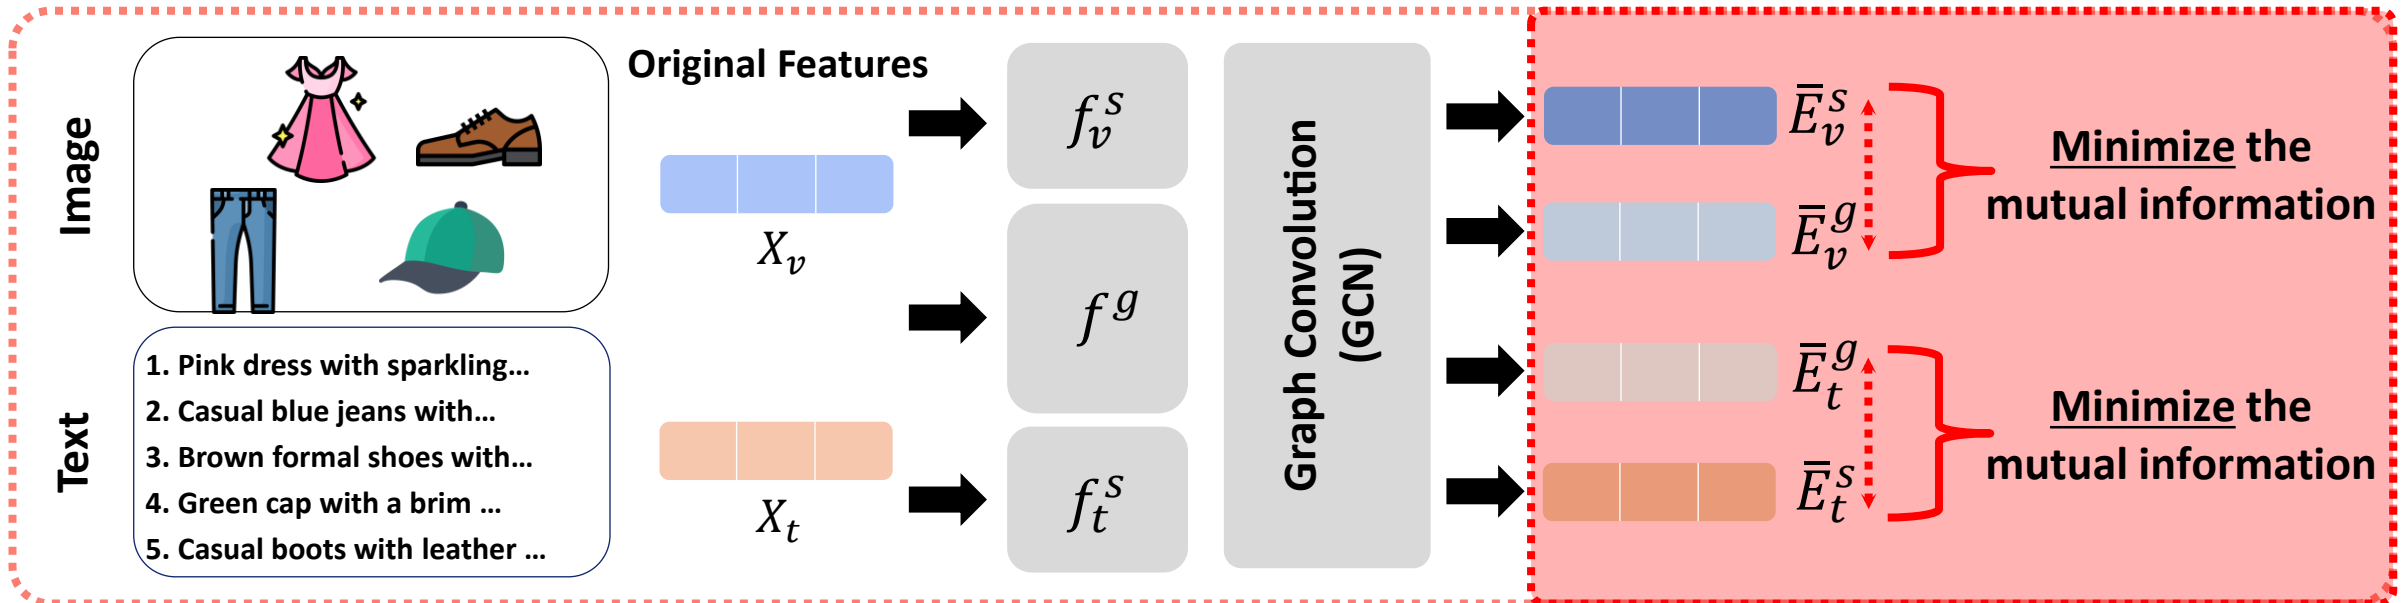 Image
Text
1. Pink dress with sparkling...
2. Casual blue jeans with...
3. Brown formal shoes with...
4. Green cap with a brim ...
5. Casual boots with leather ...
Original Features
X_v
X_t
f_v^s
f^g
f_t^s
Graph Convolution
(GCN)
Ē_v^s
Ē_v^g
Ē_t^g
Ē_t^s
Minimize the
mutual information
Minimize the
mutual information